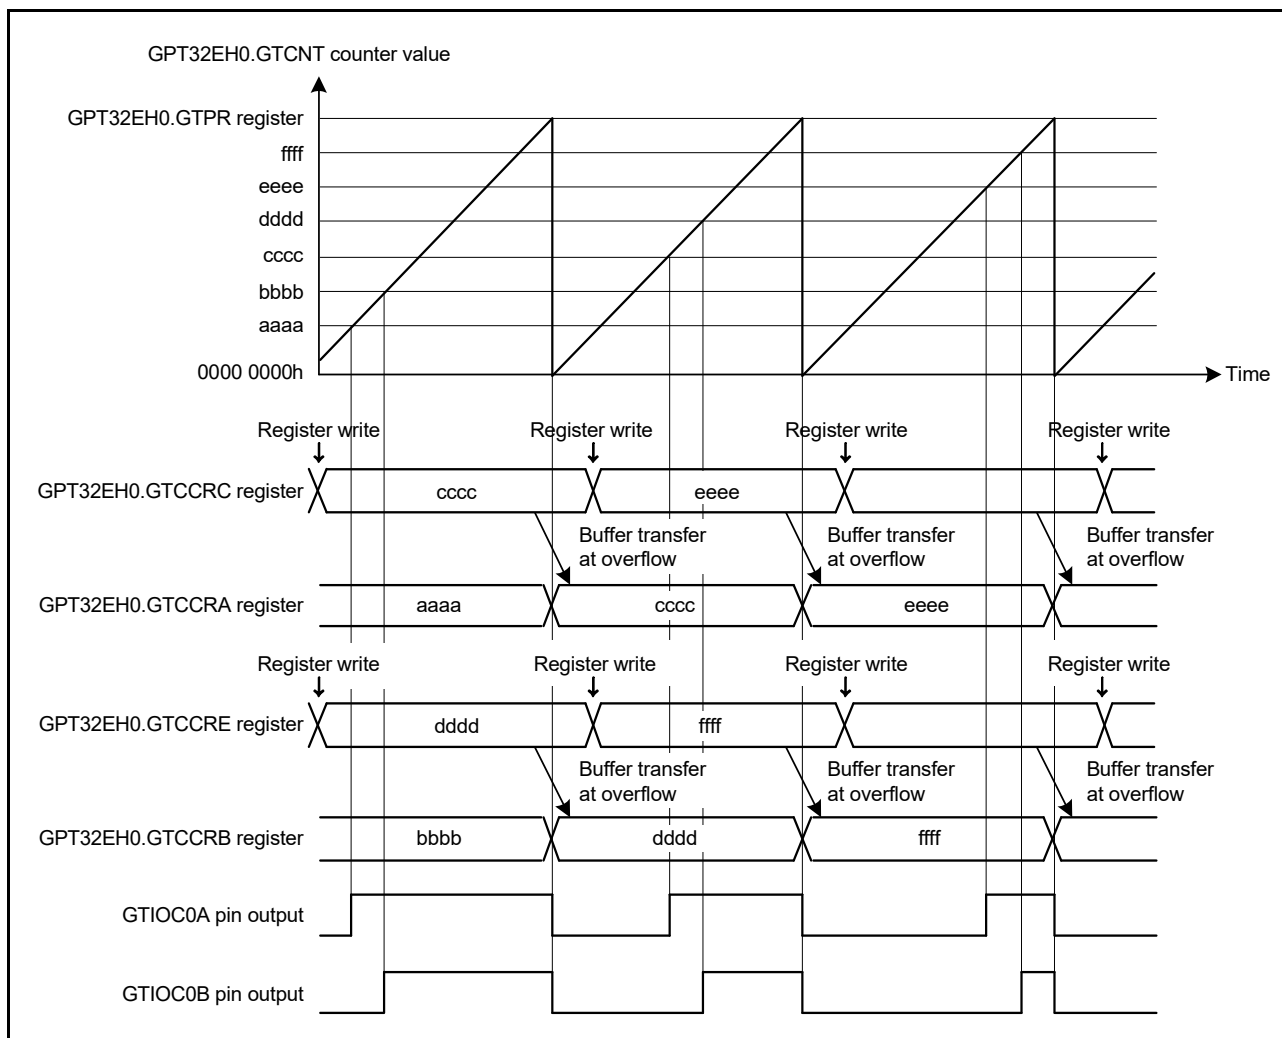 GPT32EH0.GTCNT counter value
GPT32EH0.GTPR register
ffff
eeee
dddd
cccc
bbbb
aaaa
0000 0000h
Time
Register write Register write Register write Register write
GPT32EH0.GTCCRC register cccc eeee
Buffer transfer Buffer transfer Buffer transfer
at overflow at overflow at overflow
GPT32EH0.GTCCRA register aaaa cccc eeee
Register write Register write Register write Register write
GPT32EH0.GTCCRE register dddd ffff
Buffer transfer Buffer transfer Buffer transfer
at overflow at overflow at overflow
GPT32EH0.GTCCRB register bbbb dddd ffff
GTIOC0A pin output
GTIOC0B pin output